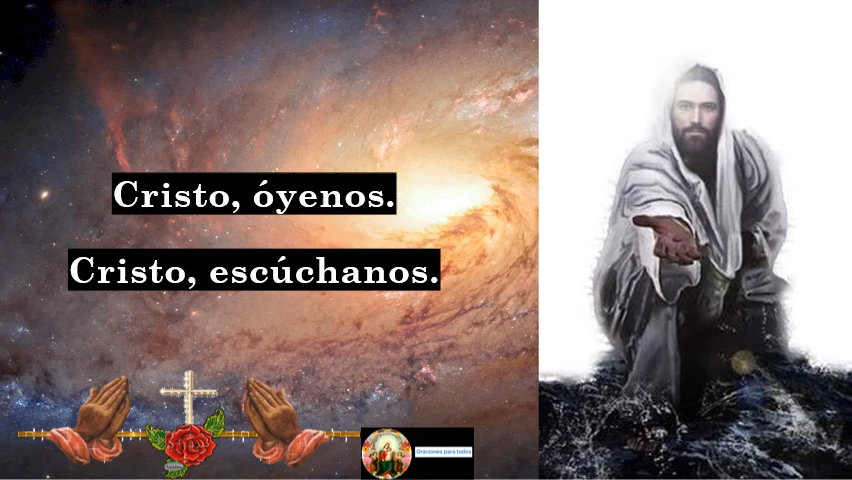 Cristo, óyenos.
Cristo, escúchanos.
Oraciones para todos